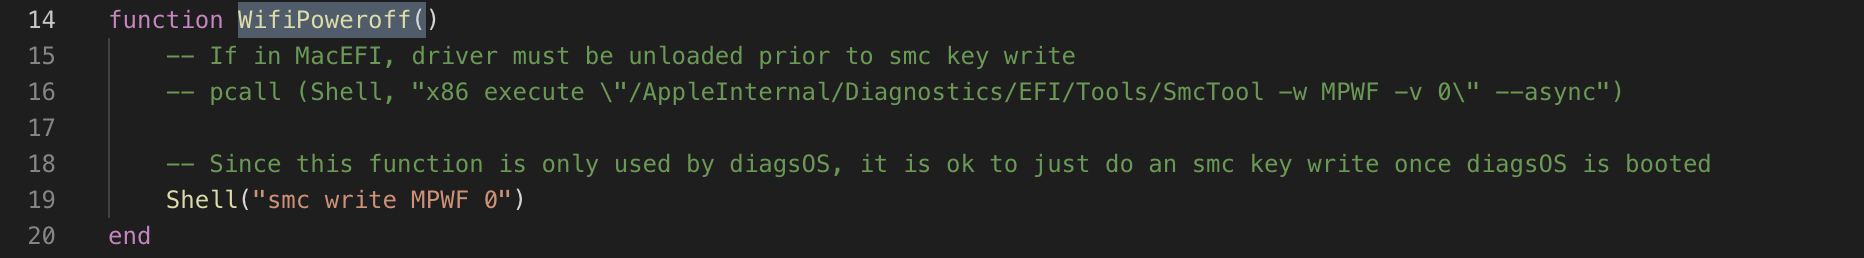 14 function WifiPoweroff()
15 -- If in MacEFI, driver must be unloaded prior to smc key write
16 -- pcall (Shell, "x86 execute \"/AppleInternal/Diagnostics/EFI/Tools/SmcTool -w MPWF -v 0\" --async")
17
18 -- Since this function is only used by diagsOS, it is ok to just do an smc key write once diagsOS is booted
19 Shell("smc write MPWF 0")
20 end